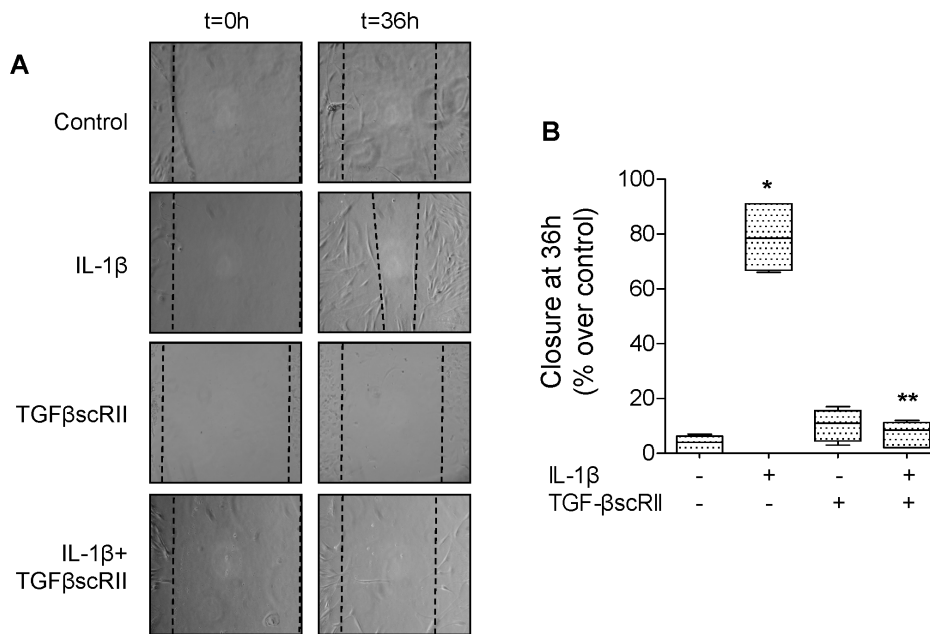 t=0h t=36h
A
Control
IL-1β
TGFβscRII
IL-1β+
TGFβscRII
B
Closure at 36h
(% over control)
100
80
60
40
20
0
*
**
IL-1β - + - +
TGF-βscRII - - + +